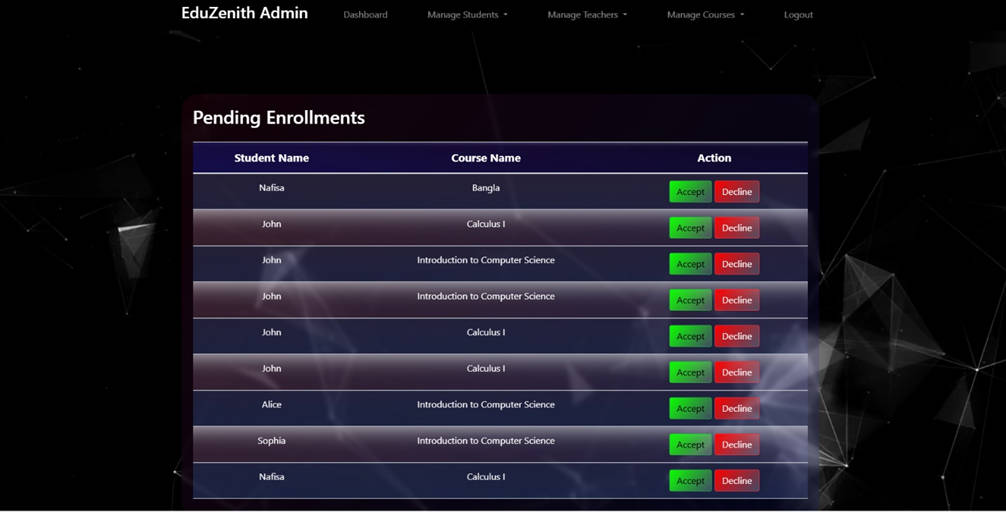 EduZenith Admin Dashboard Manage Students Manage Teachers Manage Courses Logout
Pending Enrollments
Student Name Course Name Action
Nafisa Bangla Accept Decline
John Calculus I Accept Decline
John Introduction to Computer Science Accept Decline
John Introduction to Computer Science Accept Decline
John Calculus I Accept Decline
John Calculus I Accept Decline
Alice Introduction to Computer Science Accept Decline
Sophia Introduction to Computer Science Accept Decline
Nafisa Calculus I Accept Decline